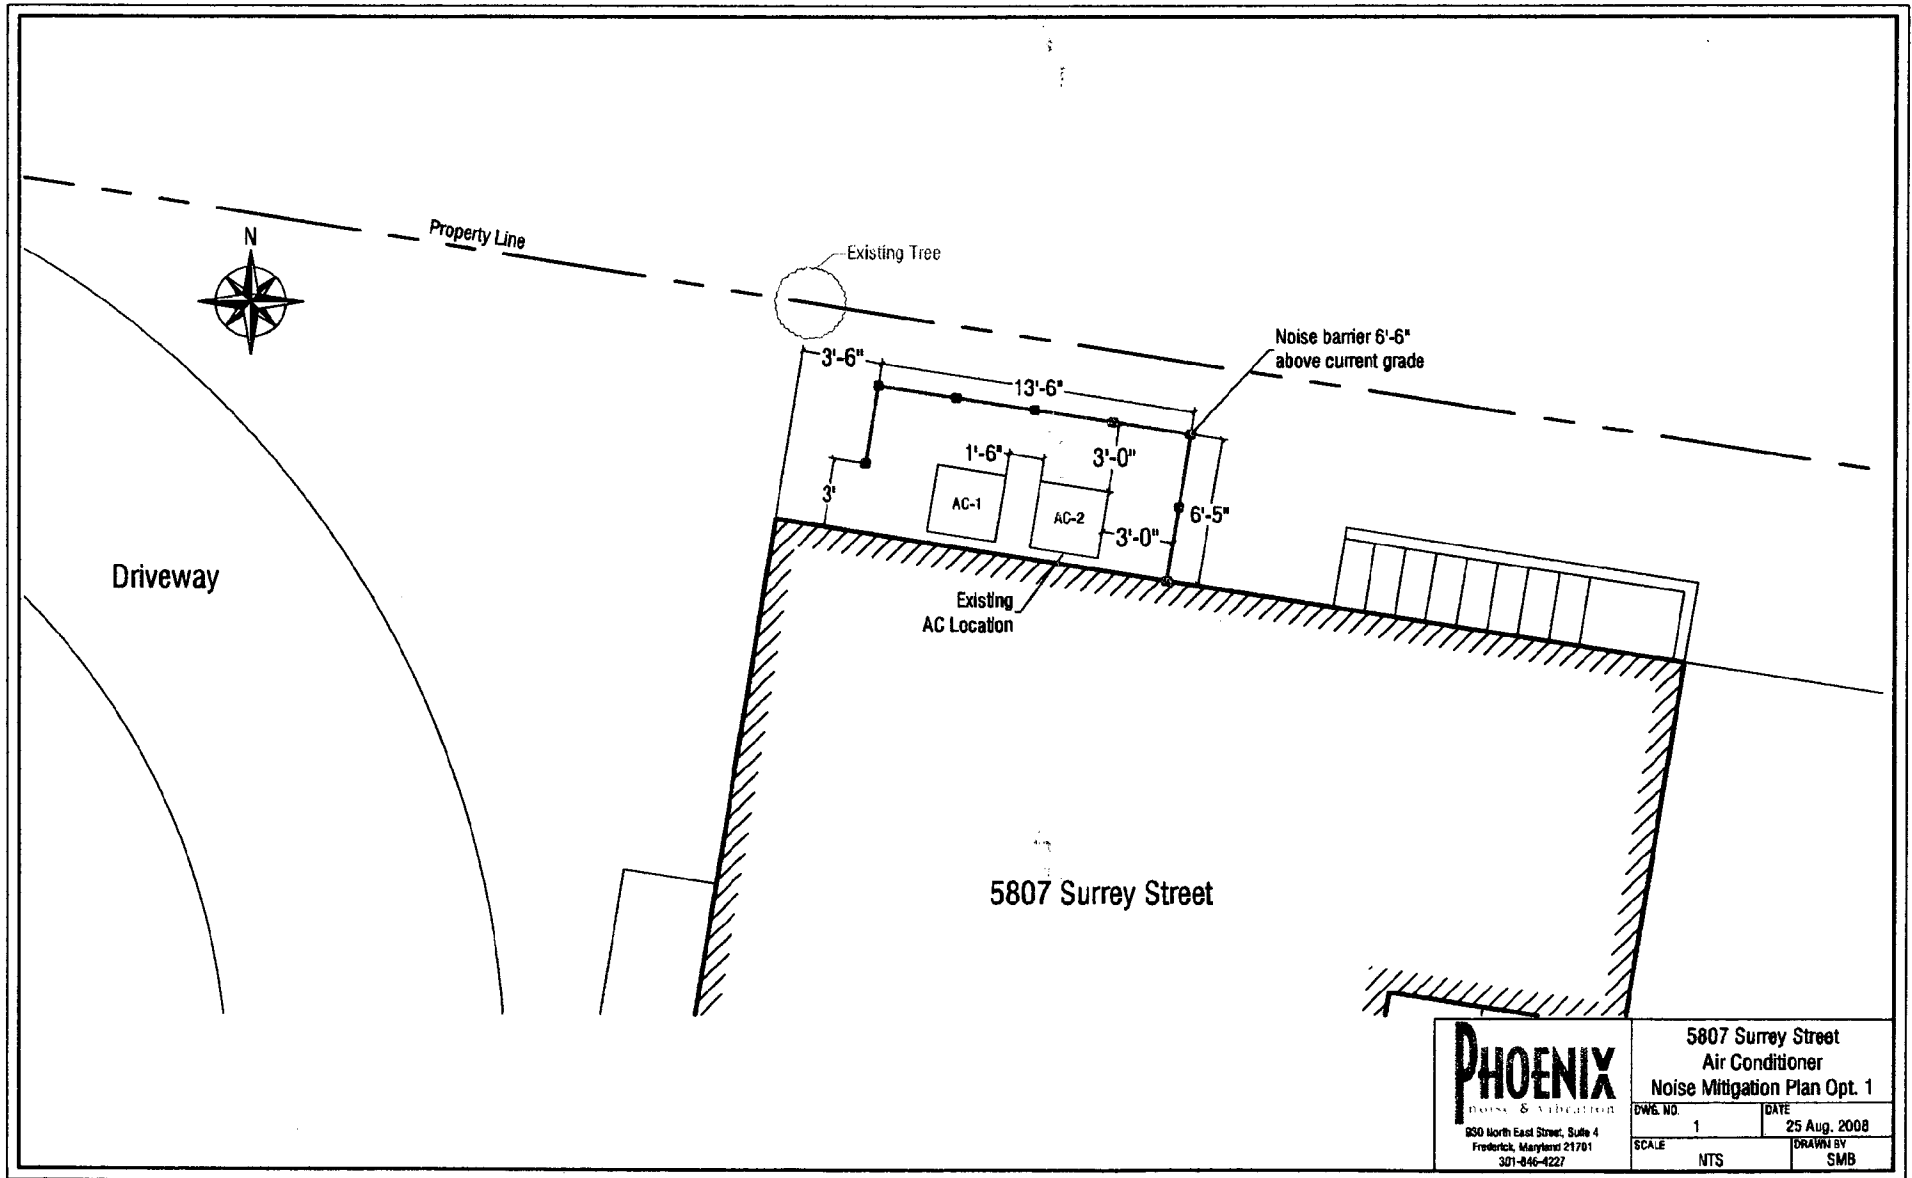 Property Line
N
Existing Tree
Noise barrier 6'-6"
above current grade
3'-6"
13'-6"
1'-6"
3'-0"
3'
AC-1
AC-2
6'-5"
3'-0"
Driveway
Existing
AC Location
5807 Surrey Street
PHOENIX
noise & vibration
930 North East Street, Suite 4
Frederick, Maryland 21701
301-846-4227
5807 Surrey Street
Air Conditioner
Noise Mitigation Plan Opt. 1
DWG. NO.
1
DATE
25 Aug. 2008
SCALE
NTS
DRAWN BY
SMB